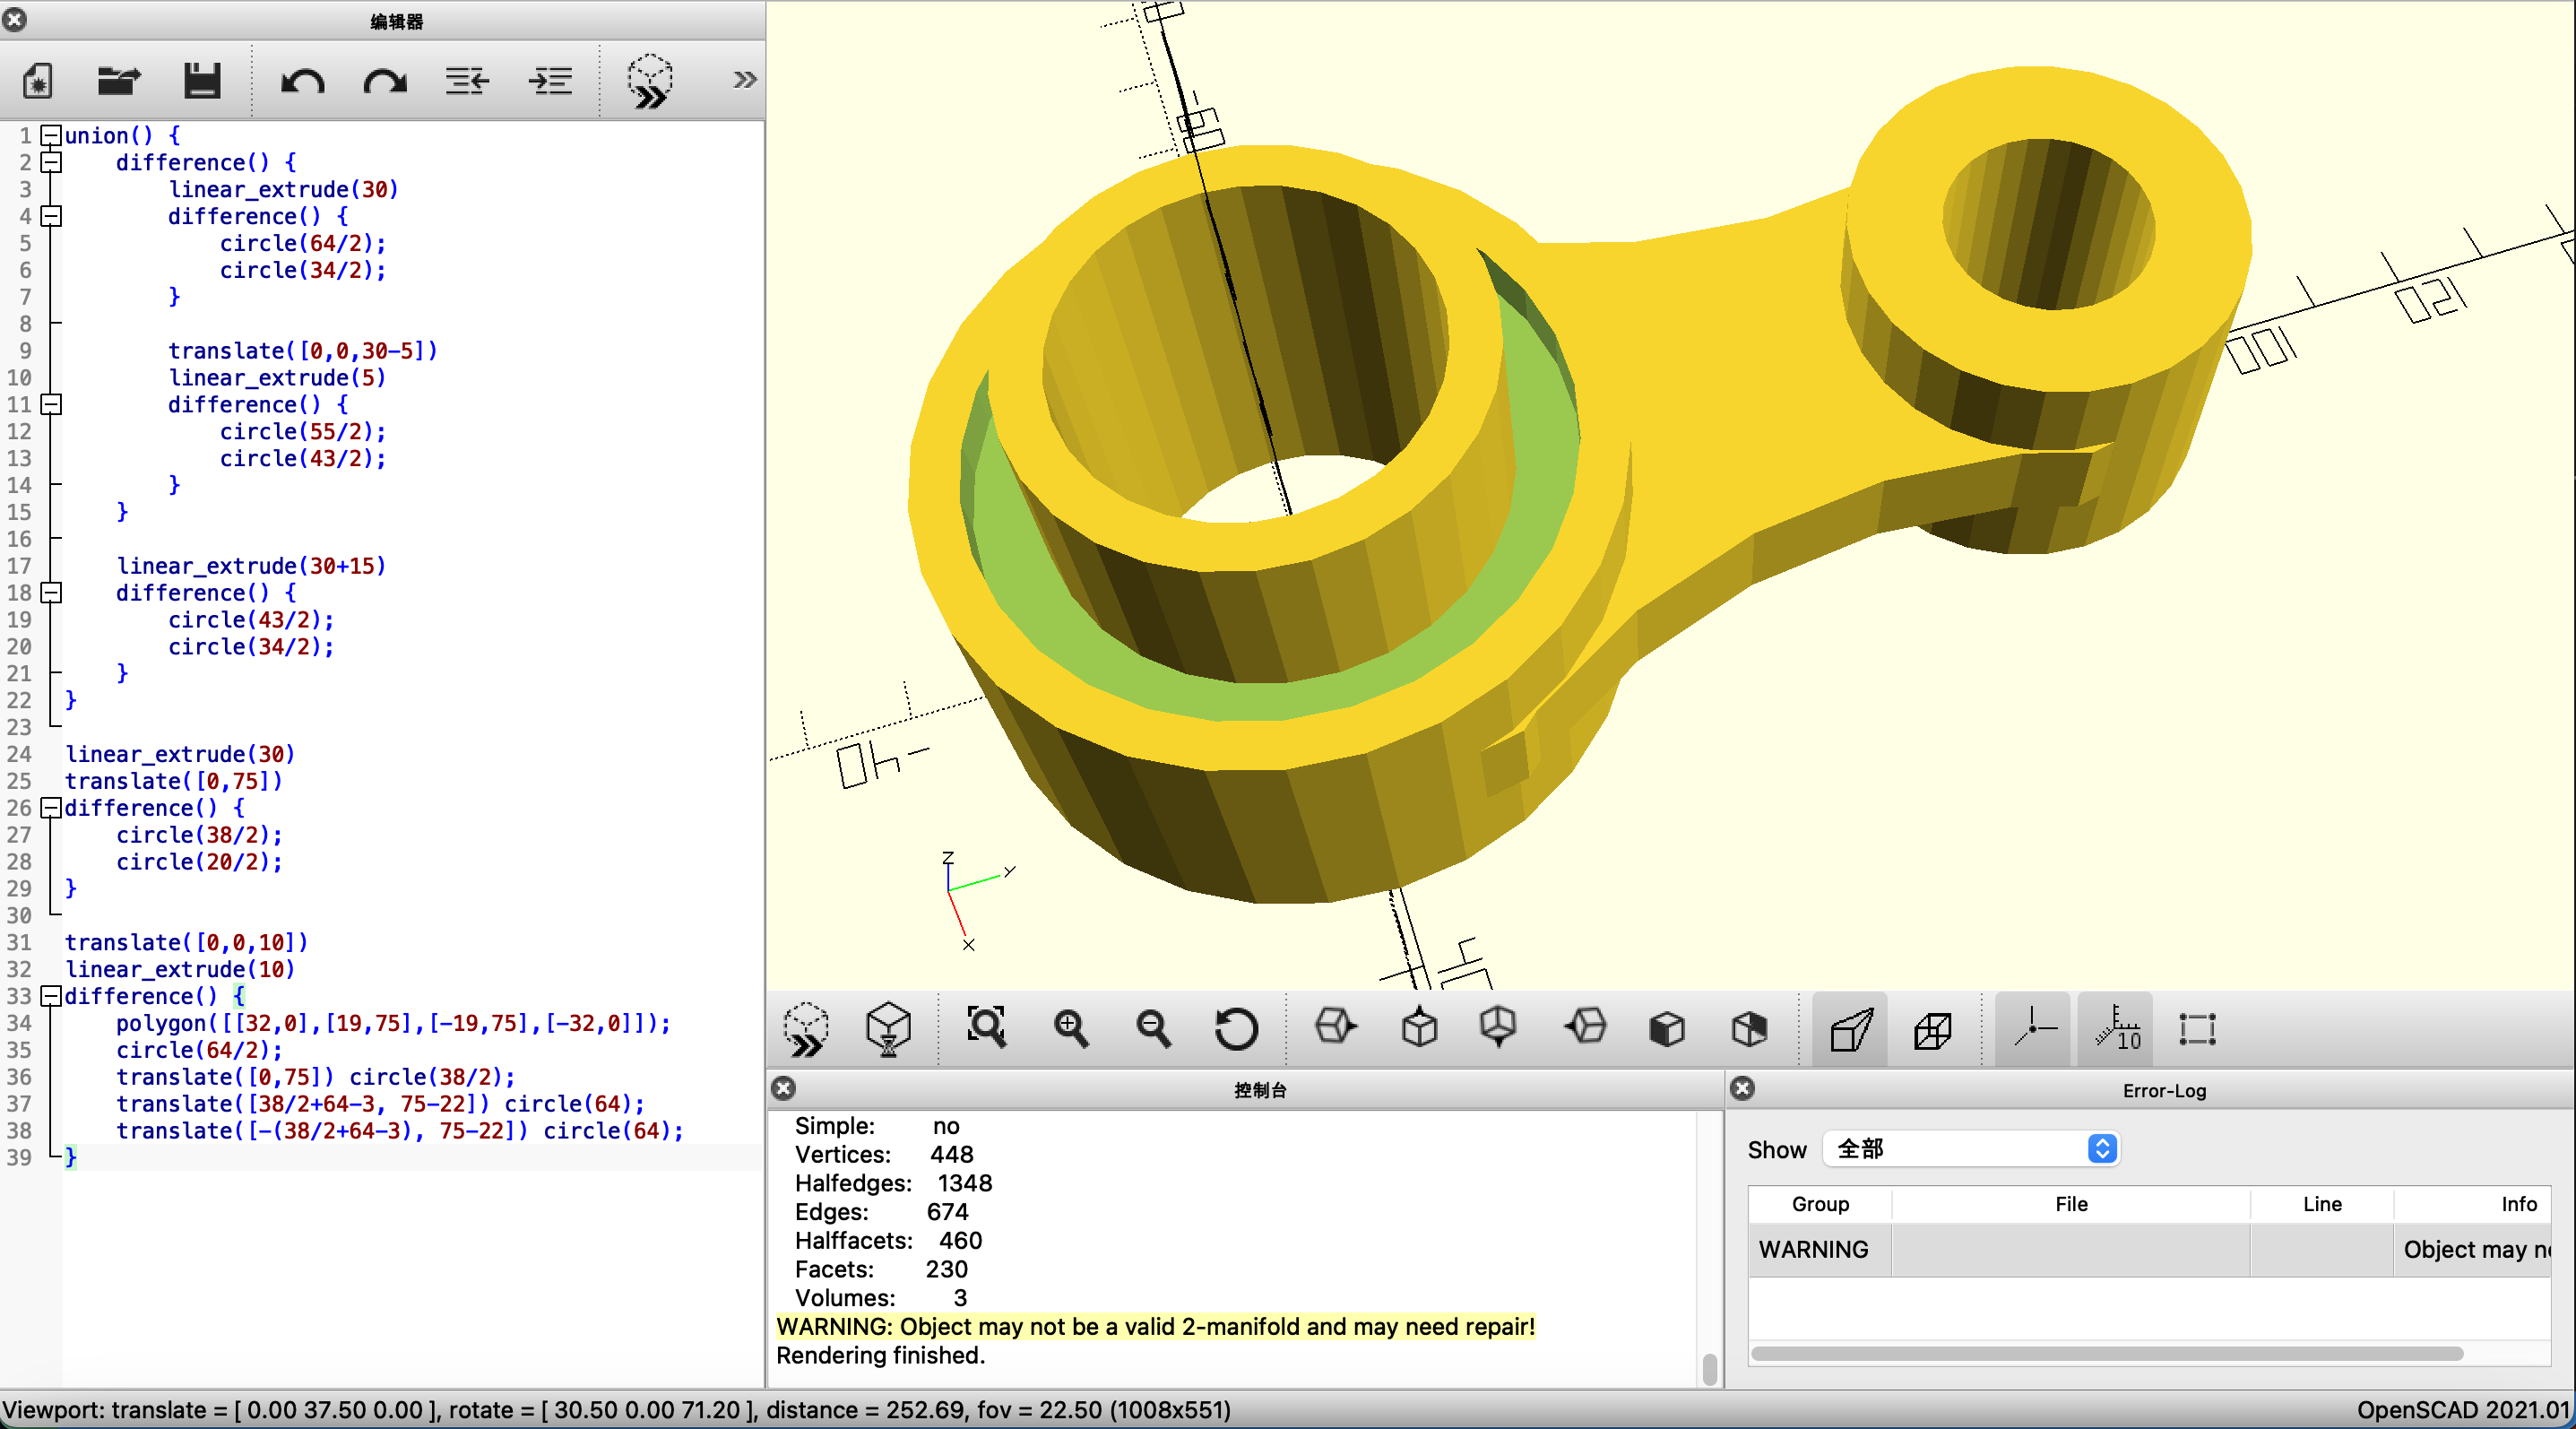 编辑器
1 union() {
2 difference() {
3 linear_extrude(30)
4 difference() {
5 circle(64/2);
6 circle(34/2);
7 }
8
9 translate([0,0,30-5])
10 linear_extrude(5)
11 difference() {
12 circle(55/2);
13 circle(43/2);
14 }
15 }
16
17 linear_extrude(30+15)
18 difference() {
19 circle(43/2);
20 circle(34/2);
21 }
22 }
23
24 linear_extrude(30)
25 translate([0,75])
26 difference() {
27 circle(38/2);
28 circle(20/2);
29 }
30
31 translate([0,0,10])
32 linear_extrude(10)
33 difference() {
34 polygon([[32,0],[19,75],[-19,75],[-32,0]]);
35 circle(64/2);
36 translate([0,75]) circle(38/2);
37 translate([38/2+64-3, 75-22]) circle(64);
38 translate([-(38/2+64-3), 75-22]) circle(64);
39 }
100
120
-40
Z
Y
X
10
控制台
Simple: no
Vertices: 448
Halfedges: 1348
Edges: 674
Halffacets: 460
Facets: 230
Volumes: 3
WARNING: Object may not be a valid 2-manifold and may need repair!
Rendering finished.
Error-Log
Show 全部
Group File Line Info
WARNING Object may n
Viewport: translate = [ 0.00 37.50 0.00 ], rotate = [ 30.50 0.00 71.20 ], distance = 252.69, fov = 22.50 (1008x551)
OpenSCAD 2021.01